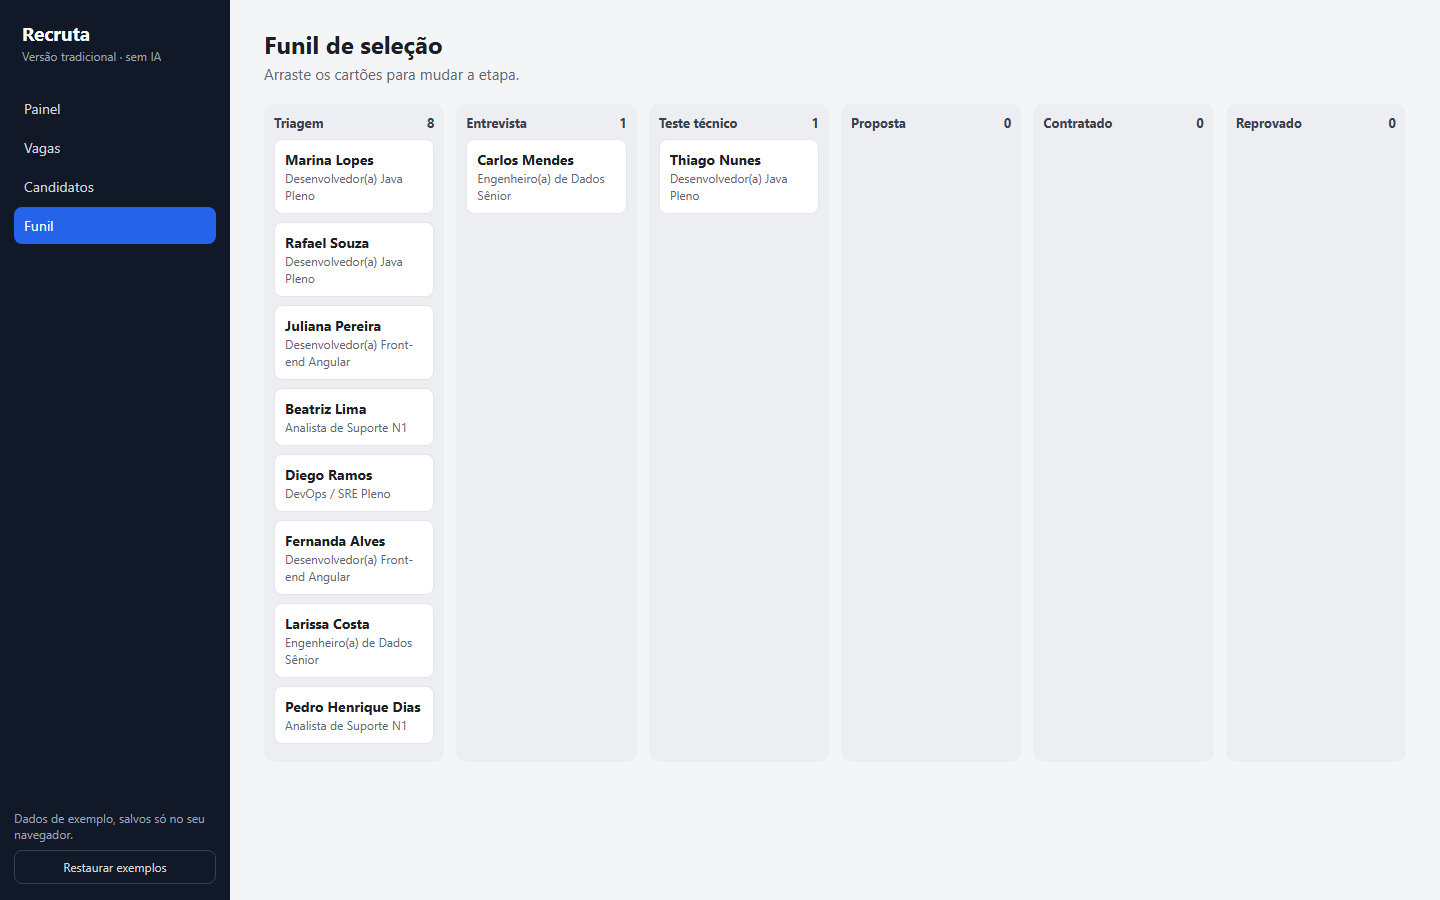 Recruta
Versão tradicional · sem IA
Painel
Vagas
Candidatos
Funil
Dados de exemplo, salvos só no seu
navegador.
Restaurar exemplos
Funil de seleção
Arraste os cartões para mudar a etapa.
Triagem 8
Marina Lopes
Desenvolvedor(a) Java
Pleno
Rafael Souza
Desenvolvedor(a) Java
Pleno
Juliana Pereira
Desenvolvedor(a) Front-
end Angular
Beatriz Lima
Analista de Suporte N1
Diego Ramos
DevOps / SRE Pleno
Fernanda Alves
Desenvolvedor(a) Front-
end Angular
Larissa Costa
Engenheiro(a) de Dados
Sênior
Pedro Henrique Dias
Analista de Suporte N1
Entrevista 1
Carlos Mendes
Engenheiro(a) de Dados
Sênior
Teste técnico 1
Thiago Nunes
Desenvolvedor(a) Java
Pleno
Proposta 0
Contratado 0
Reprovado 0